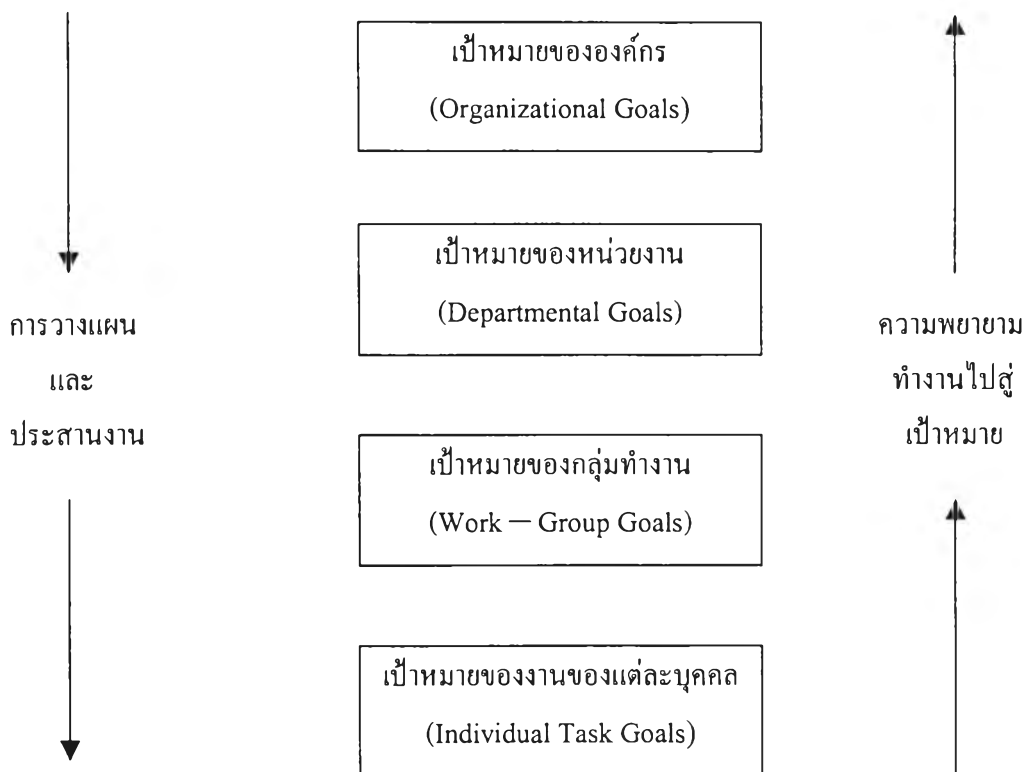 เป้าหมายขององค์กร
(Organizational Goals)
เป้าหมายของหน่วยงาน
(Departmental Goals)
การวางแผน
และ
ประสานงาน
ความพยายาม
ทำงานไปสู่
เป้าหมาย
เป้าหมายของกลุ่มทำงาน
(Work — Group Goals)
เป้าหมายของงานของแต่ละบุคคล
(Individual Task Goals)